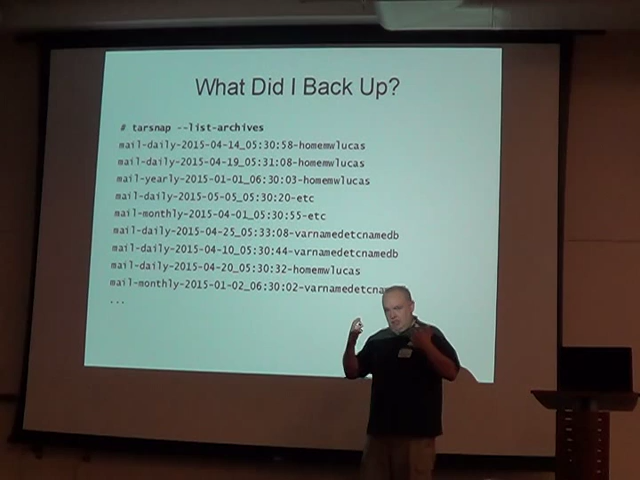 What Did I Back Up?
# tarsnap --list-archives
mail-daily-2015-04-14_05:30:58-homemwlucas
mail-daily-2015-04-19_05:31:08-homemwlucas
mail-yearly-2015-01-01_06:30:03-homemwlucas
mail-daily-2015-05-05_05:30:20-etc
mail-monthly-2015-04-01_05:30:55-etc
mail-daily-2015-04-25_05:33:08-varnamedetcnamedb
mail-daily-2015-04-10_05:30:44-varnamedetcnamedb
mail-daily-2015-04-20_05:30:32-homemwlucas
mail-monthly-2015-01-02_06:30:02-varnamedetcna
...